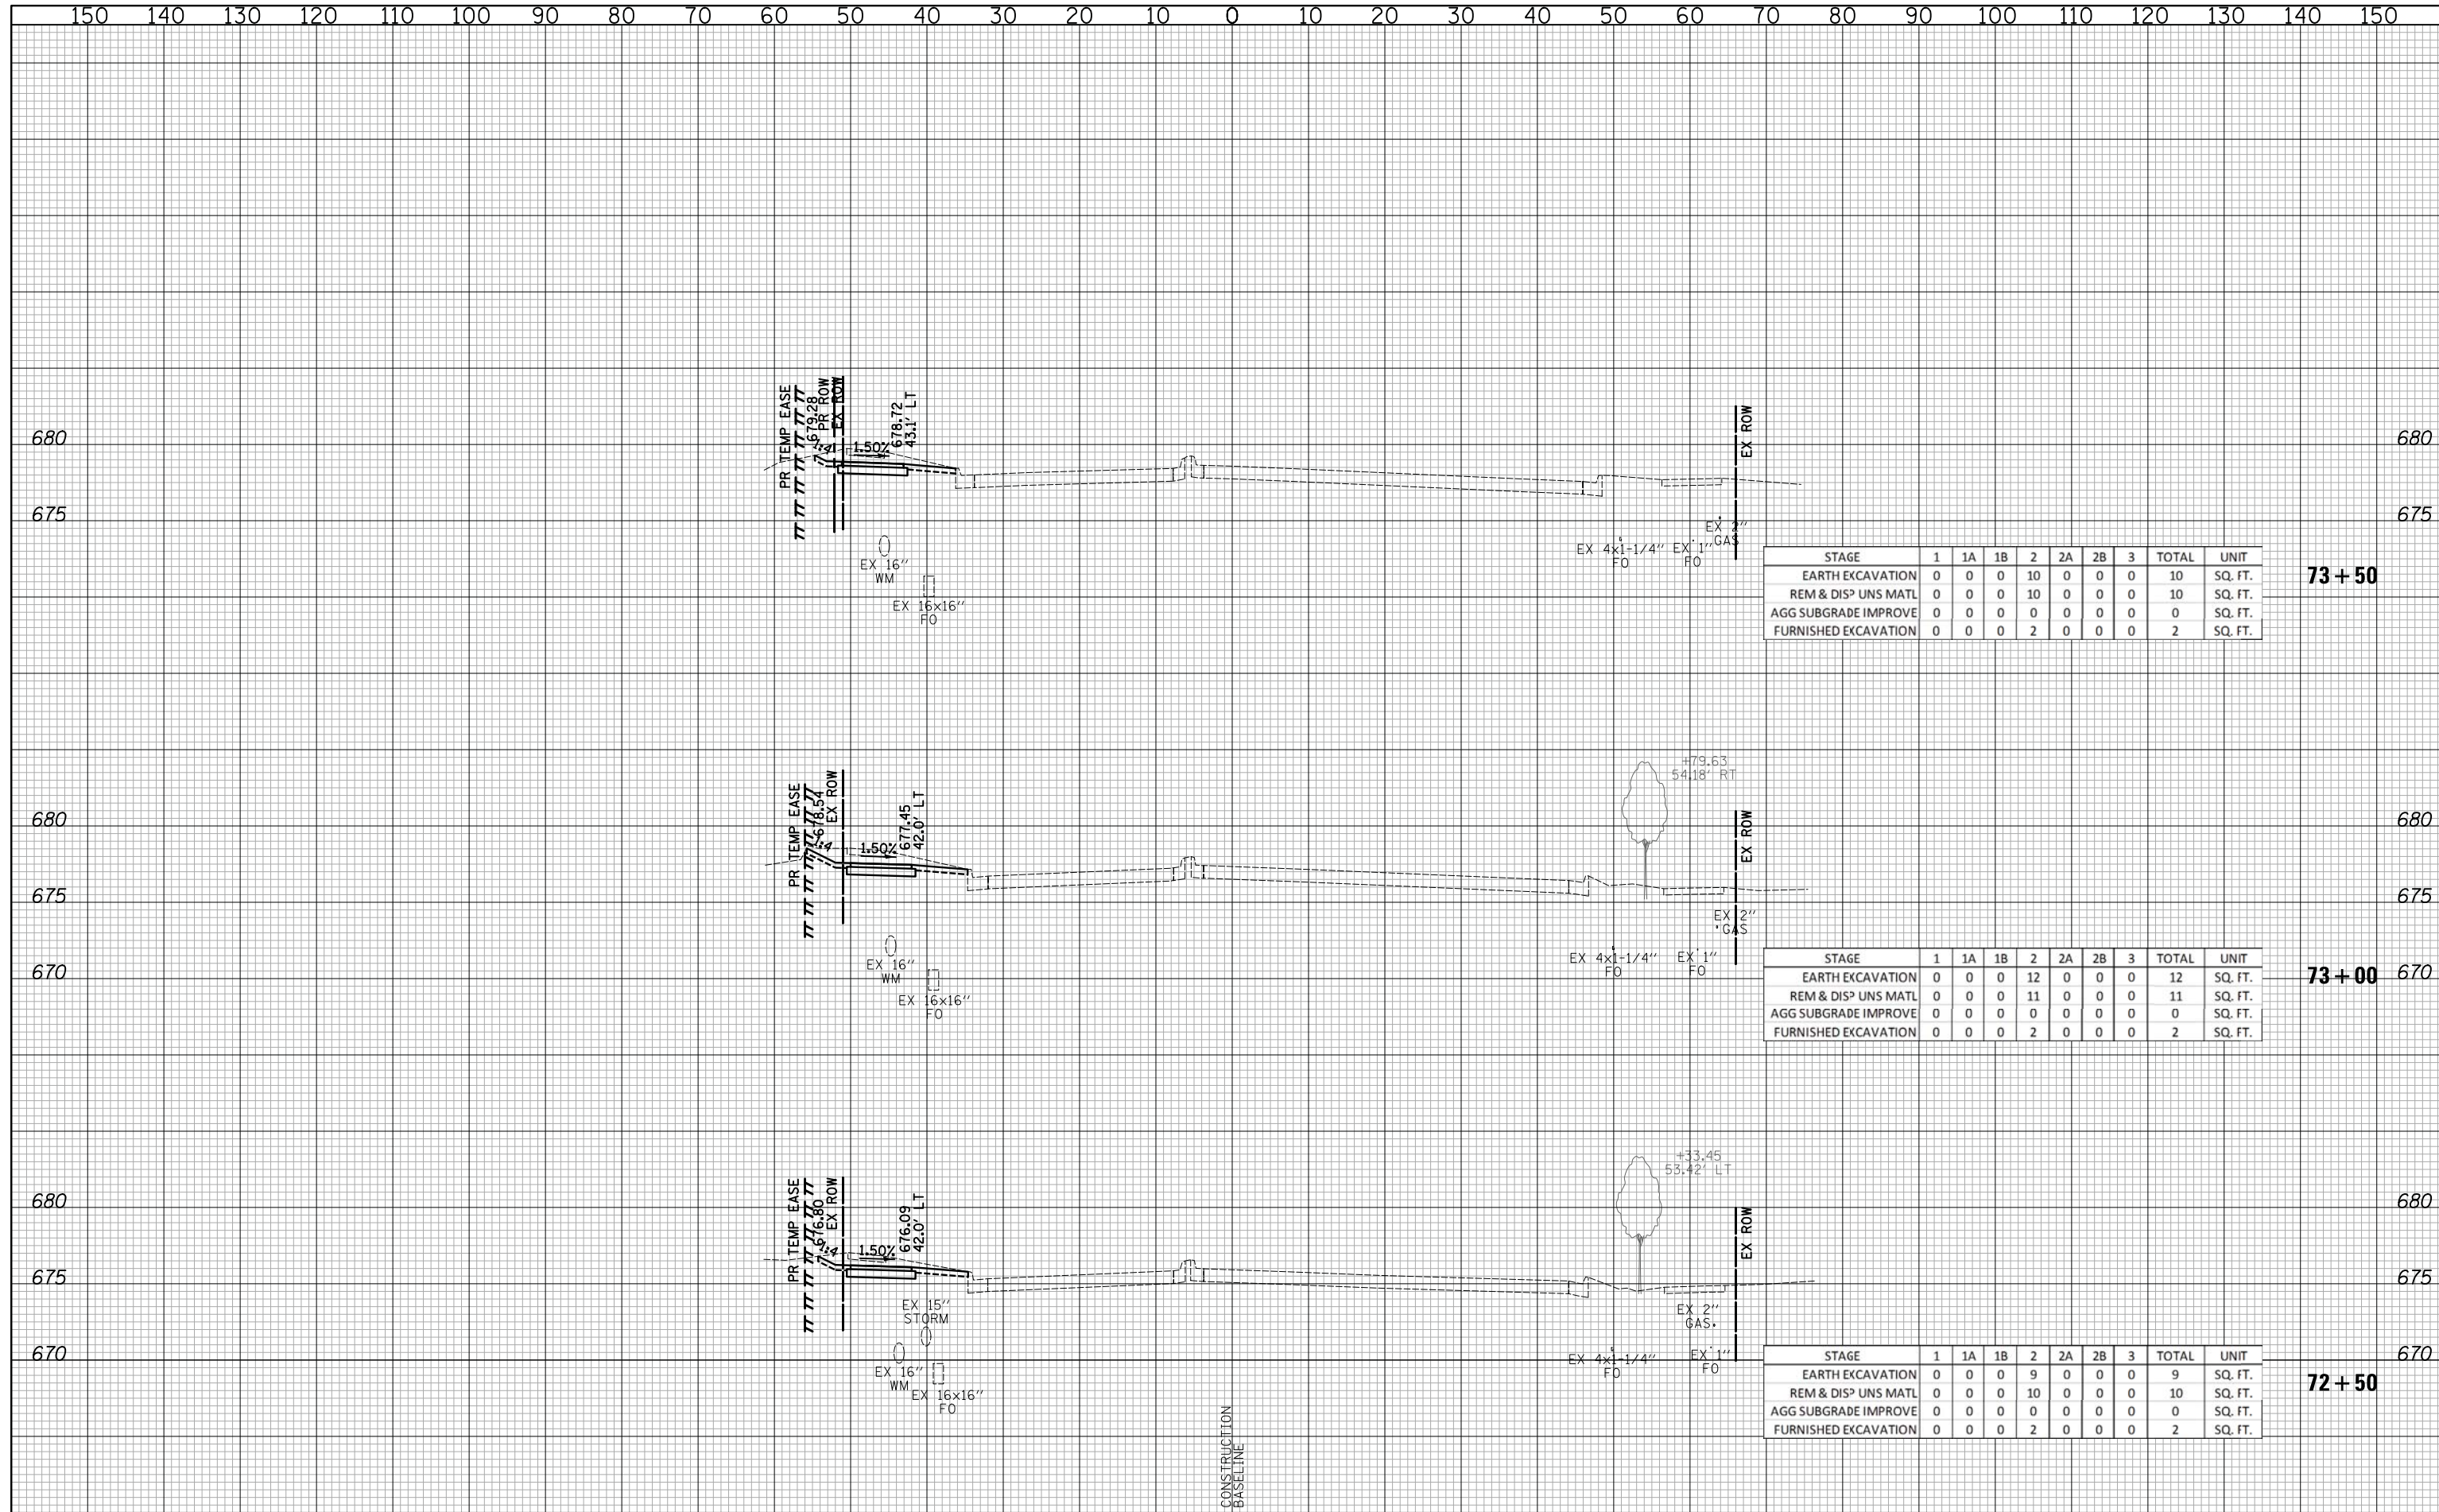 150 140 130 120 110 100 90 80 70 60 50 40 30 20 10 0 10 20 30 40 50 60 70 80 90 100 110 120 130 140 150
PR TEMP EASE
679.28
PR ROW
EX ROW
678.72
43.1' LT
1:4
1.50%
EX ROW
680 680
675 675
EX 16"
WM
EX 16x16"
FO
EX 4x1-1/4"
FO
EX 1"
FO
EX 2"
GAS
STAGE 1 1A 1B 2 2A 2B 3 TOTAL UNIT
EARTH EXCAVATION 0 0 0 10 0 0 0 10 SQ. FT.
REM & DISP UNS MATL 0 0 0 10 0 0 0 10 SQ. FT.
AGG SUBGRADE IMPROVE 0 0 0 0 0 0 0 0 SQ. FT.
FURNISHED EXCAVATION 0 0 0 2 0 0 0 2 SQ. FT.
73+50
PR TEMP EASE
678.54
EX ROW
677.45
42.0' LT
1:4
1.50%
+79.63
54.18' RT
EX ROW
680 680
675 675
670 670
EX 16"
WM
EX 16x16"
FO
EX 4x1-1/4"
FO
EX 1"
FO
EX 2"
GAS
STAGE 1 1A 1B 2 2A 2B 3 TOTAL UNIT
EARTH EXCAVATION 0 0 0 12 0 0 0 12 SQ. FT.
REM & DISP UNS MATL 0 0 0 11 0 0 0 11 SQ. FT.
AGG SUBGRADE IMPROVE 0 0 0 0 0 0 0 0 SQ. FT.
FURNISHED EXCAVATION 0 0 0 2 0 0 0 2 SQ. FT.
73+00
PR TEMP EASE
676.80
EX ROW
676.09
42.0' LT
1:4
1.50%
+33.45
53.42' LT
EX ROW
680 680
675 675
670 670
EX 15"
STORM
EX 16"
WM
EX 16x16"
FO
EX 4x1-1/4"
FO
EX 1"
FO
EX 2"
GAS
STAGE 1 1A 1B 2 2A 2B 3 TOTAL UNIT
EARTH EXCAVATION 0 0 0 9 0 0 0 9 SQ. FT.
REM & DISP UNS MATL 0 0 0 10 0 0 0 10 SQ. FT.
AGG SUBGRADE IMPROVE 0 0 0 0 0 0 0 0 SQ. FT.
FURNISHED EXCAVATION 0 0 0 2 0 0 0 2 SQ. FT.
72+50
CONSTRUCTION
BASELINE